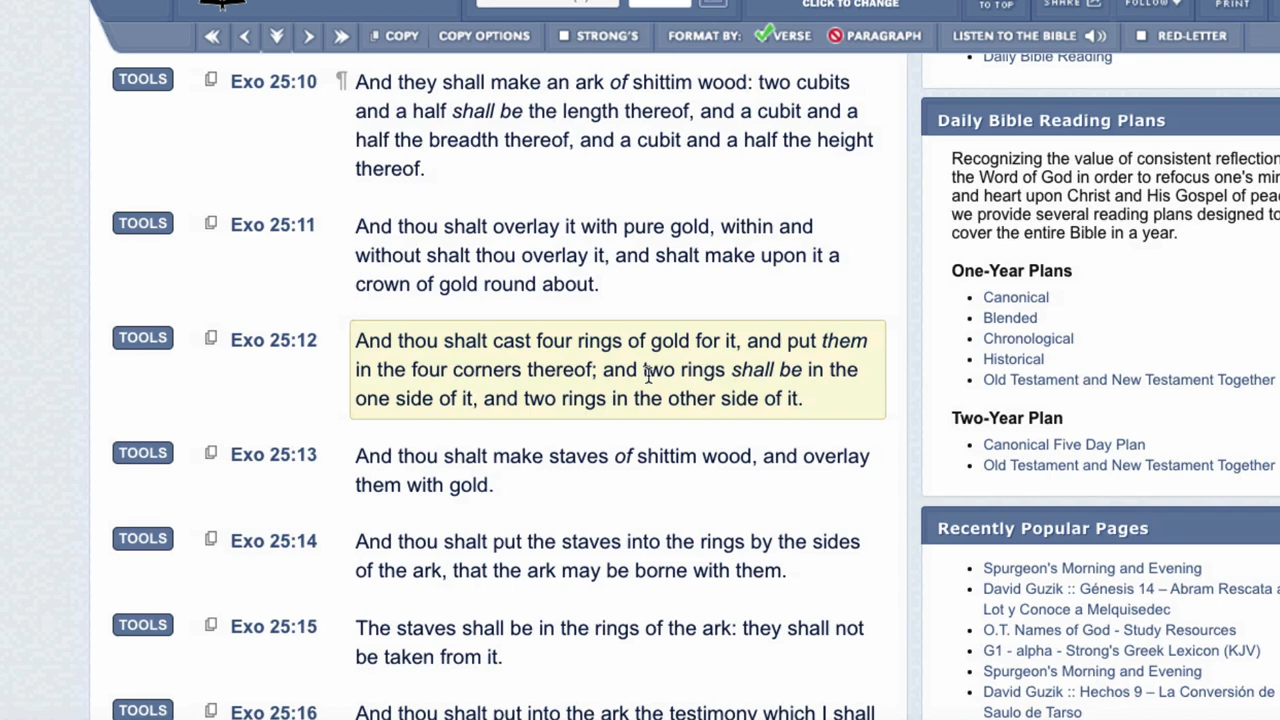 CLICK TO CHANGE
TO TOP
SHARE
FOLLOW
PRINT
COPY
COPY OPTIONS
STRONG'S
FORMAT BY:
VERSE
PARAGRAPH
LISTEN TO THE BIBLE
RED-LETTER
TOOLS
Exo 25:10
¶ And they shall make an ark of shittim wood: two cubits
and a half shall be the length thereof, and a cubit and a
half the breadth thereof, and a cubit and a half the height
thereof.
TOOLS
Exo 25:11
And thou shalt overlay it with pure gold, within and
without shalt thou overlay it, and shalt make upon it a
crown of gold round about.
TOOLS
Exo 25:12
And thou shalt cast four rings of gold for it, and put them
in the four corners thereof; and two rings shall be in the
one side of it, and two rings in the other side of it.
TOOLS
Exo 25:13
And thou shalt make staves of shittim wood, and overlay
them with gold.
TOOLS
Exo 25:14
And thou shalt put the staves into the rings by the sides
of the ark, that the ark may be borne with them.
TOOLS
Exo 25:15
The staves shall be in the rings of the ark: they shall not
be taken from it.
TOOLS
Exo 25:16
And thou shalt put into the ark the testimony which I shall
Daily Bible Reading
Daily Bible Reading Plans
Recognizing the value of consistent reflection
the Word of God in order to refocus one's
and heart upon Christ and His Gospel of
we provide several reading plans designed to
cover the entire Bible in a year.
One-Year Plans
Canonical
Blended
Chronological
Historical
Old Testament and New Testament Together
Two-Year Plan
Canonical Five Day Plan
Old Testament and New Testament Together
Recently Popular Pages
Spurgeon's Morning and Evening
David Guzik :: Génesis 14 – Abram Rescata a
Lot y Conoce a Melquisedec
O.T. Names of God - Study Resources
G1 - alpha - Strong's Greek Lexicon (KJV)
Spurgeon's Morning and Evening
David Guzik :: Hechos 9 – La Conversión de
Saulo de Tarso